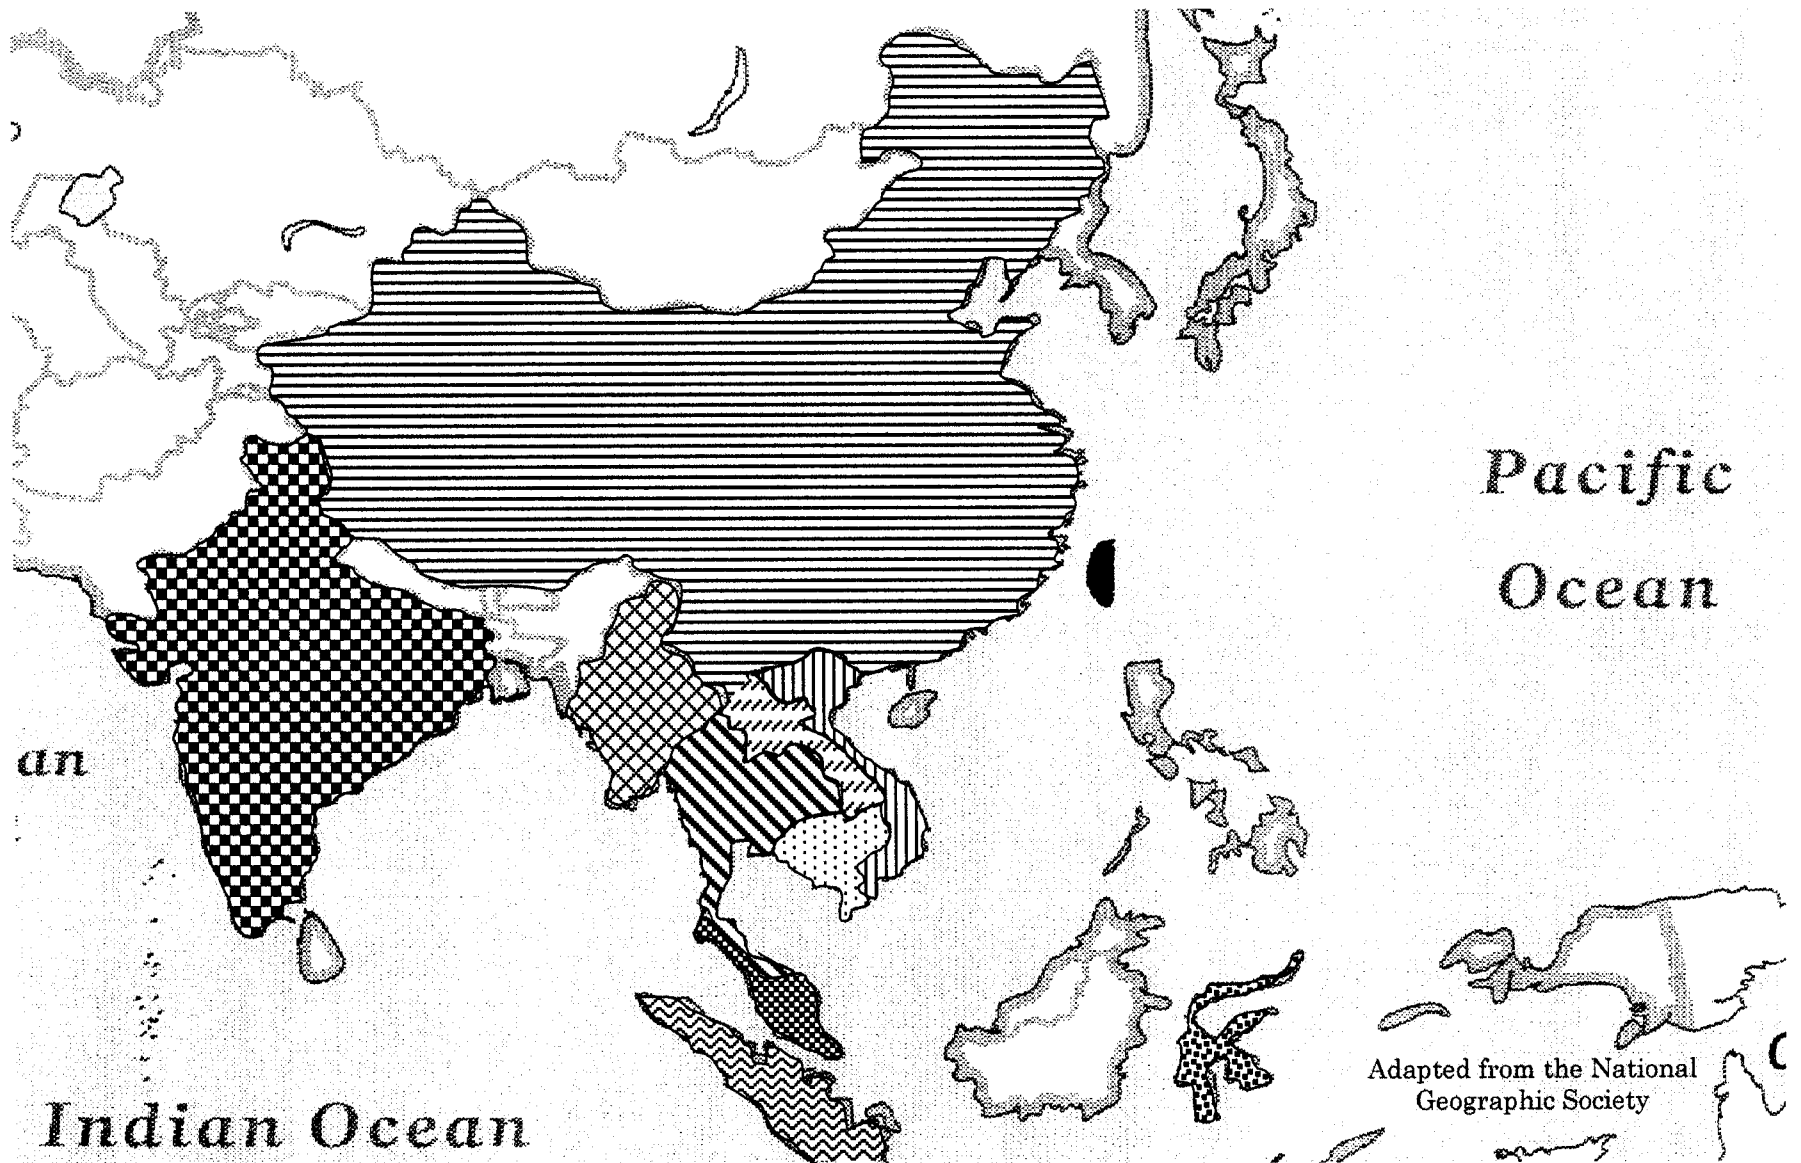 Pacific
Ocean
an
Adapted from the National
Geographic Society
Indian Ocean